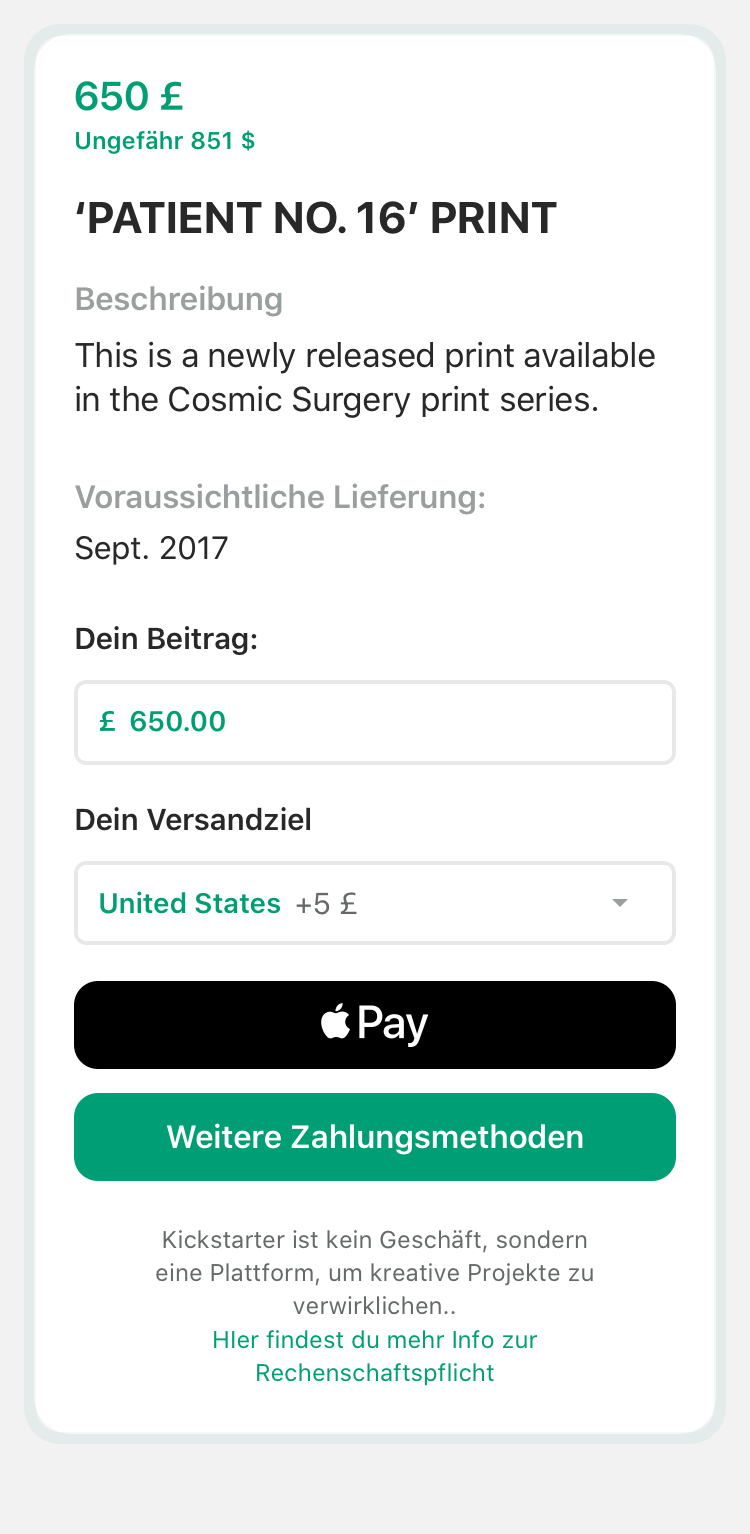 650 £
Ungefähr 851 $
‘PATIENT NO. 16’ PRINT
Beschreibung
This is a newly released print available
in the Cosmic Surgery print series.
Voraussichtliche Lieferung:
Sept. 2017
Dein Beitrag:
£ 650.00
Dein Versandziel
United States +5 £
Pay
Weitere Zahlungsmethoden
Kickstarter ist kein Geschäft, sondern
eine Plattform, um kreative Projekte zu
verwirklichen..
HIer findest du mehr Info zur
Rechenschaftspflicht